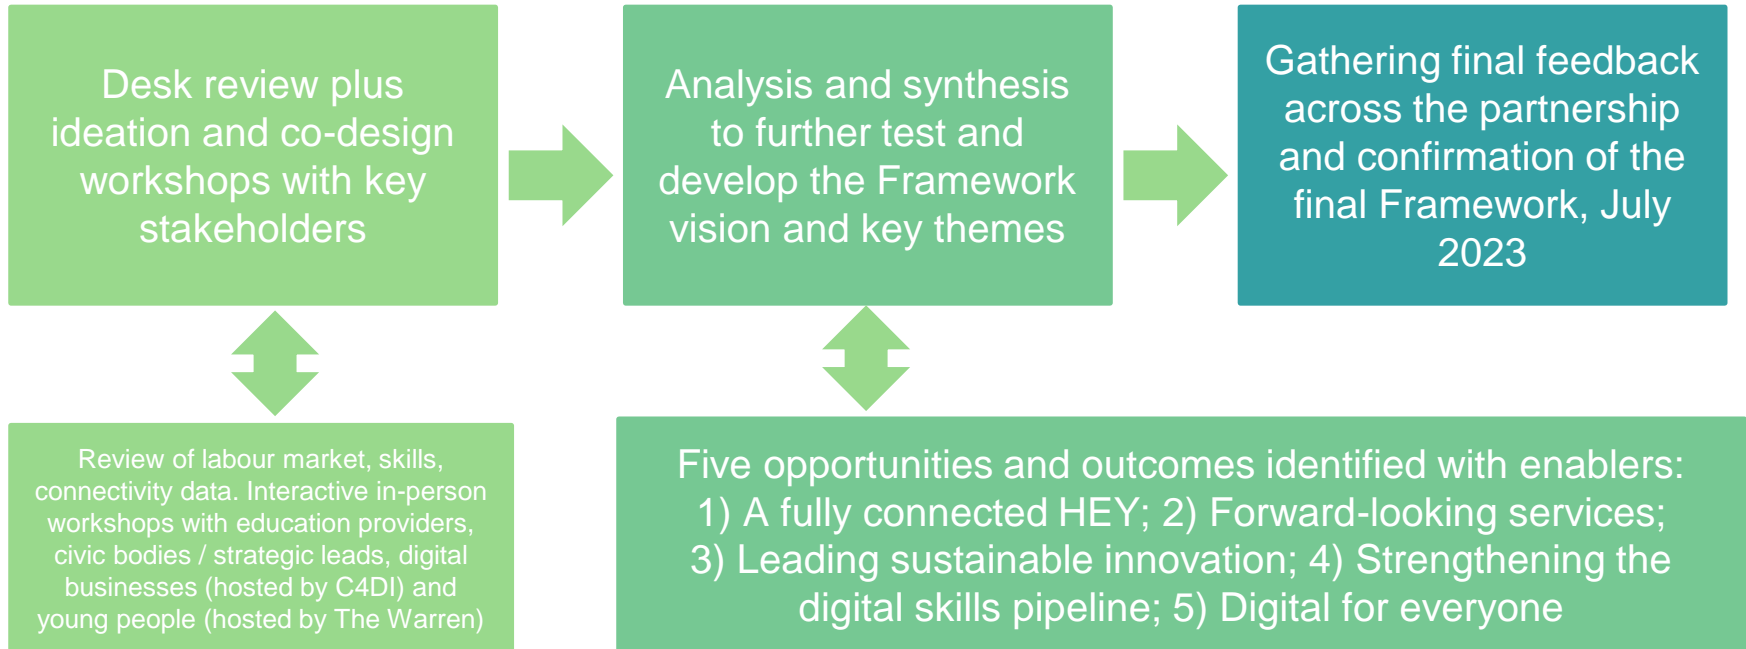 Desk review plus
ideation and co-design
workshops with key
stakeholders
Analysis and synthesis
to further test and
develop the Framework
vision and key themes
Gathering final feedback
across the partnership
and confirmation of the
final Framework, July
2023
Review of labour market, skills,
connectivity data. Interactive in-person
workshops with education providers,
civic bodies / strategic leads, digital
businesses (hosted by C4DI) and
young people (hosted by The Warren)
Five opportunities and outcomes identified with enablers:
1) A fully connected HEY; 2) Forward-looking services;
3) Leading sustainable innovation; 4) Strengthening the
digital skills pipeline; 5) Digital for everyone